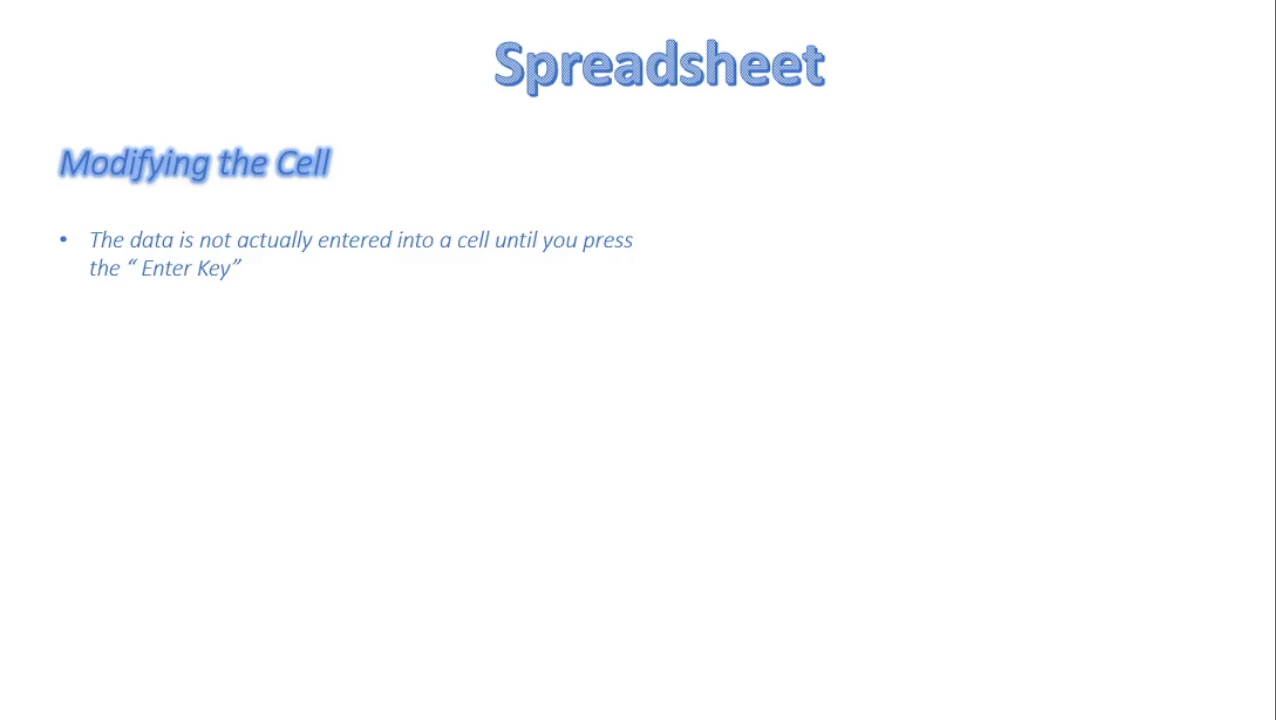 Spreadsheet
Modifying the Cell
• The data is not actually entered into a cell until you press
the “ Enter Key”